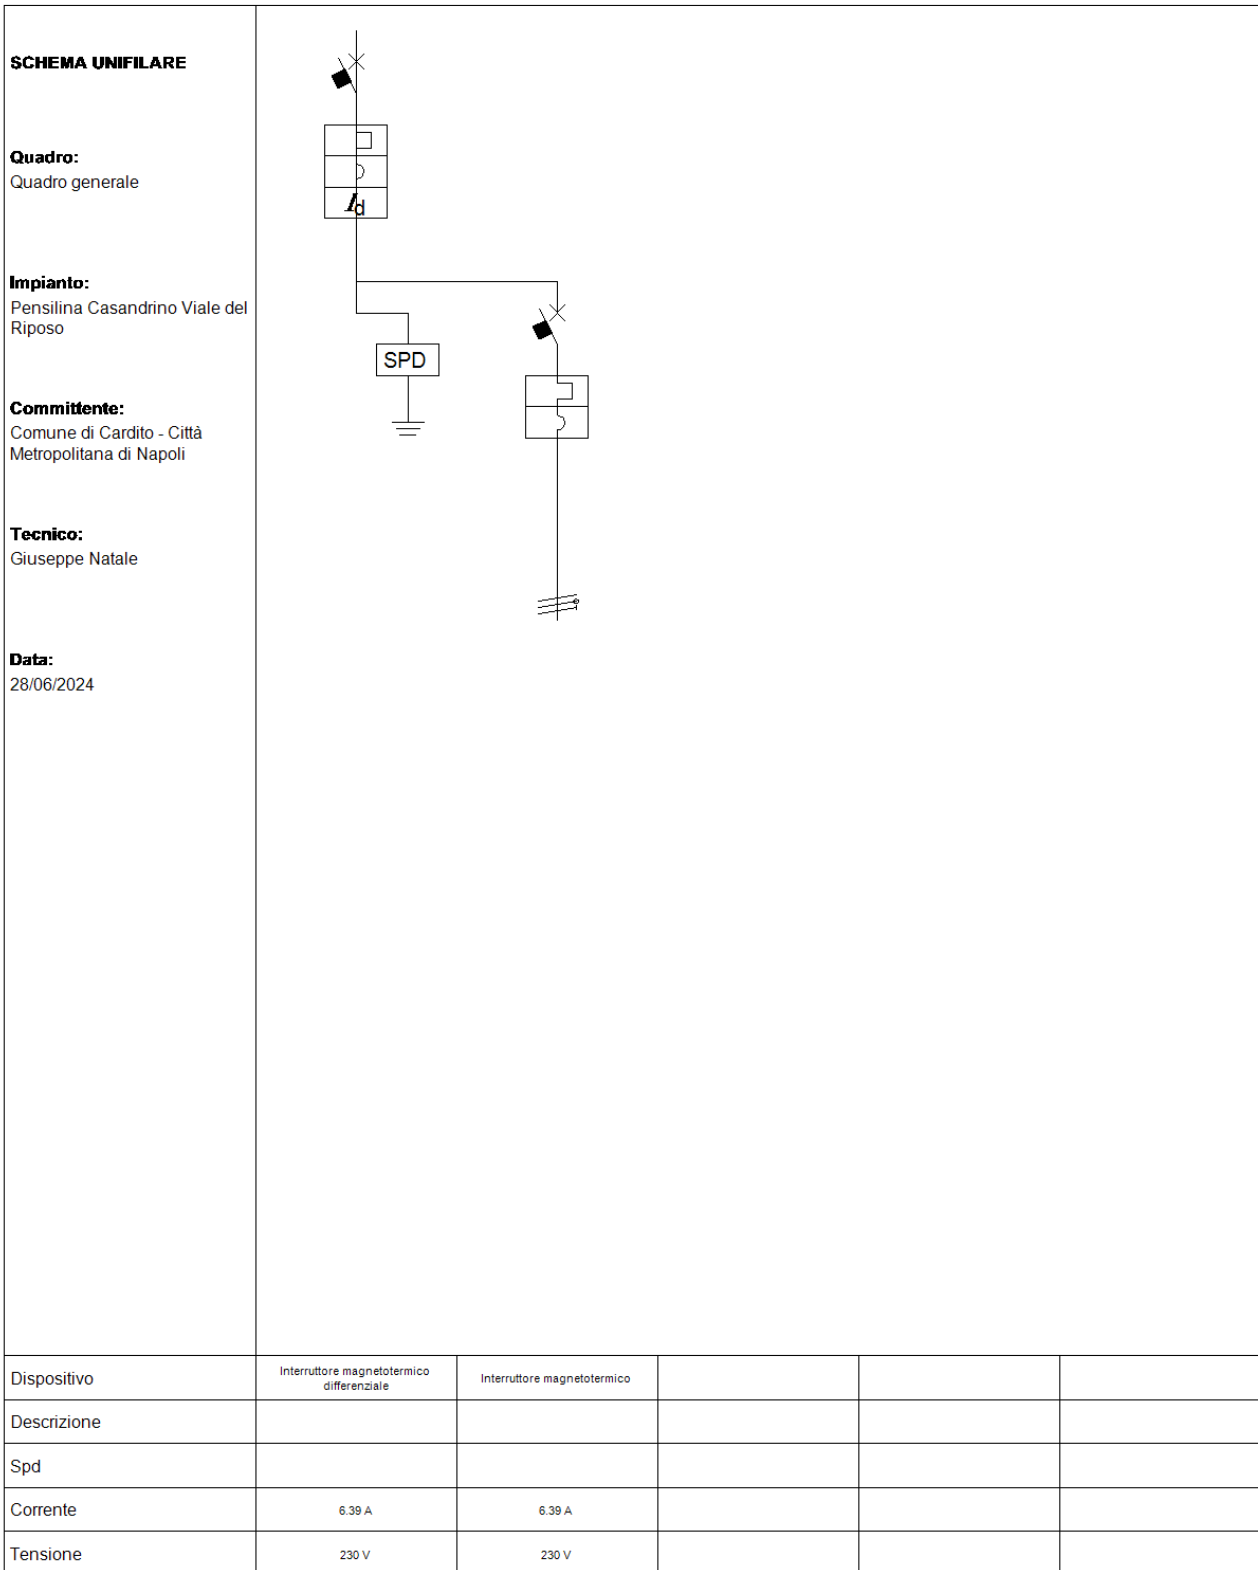 SCHEMA UNIFILARE
Quadro:
Quadro generale
Impianto:
Pensilina Casandrino Viale del
Riposo
Committente:
Comune di Cardito - Città
Metropolitana di Napoli
Tecnico:
Giuseppe Natale
Data:
28/06/2024
Id
SPD
Dispositivo
Interruttore magnetotermico
differenziale
Interruttore magnetotermico
Descrizione
Spd
Corrente
6.39 A
6.39 A
Tensione
230 V
230 V